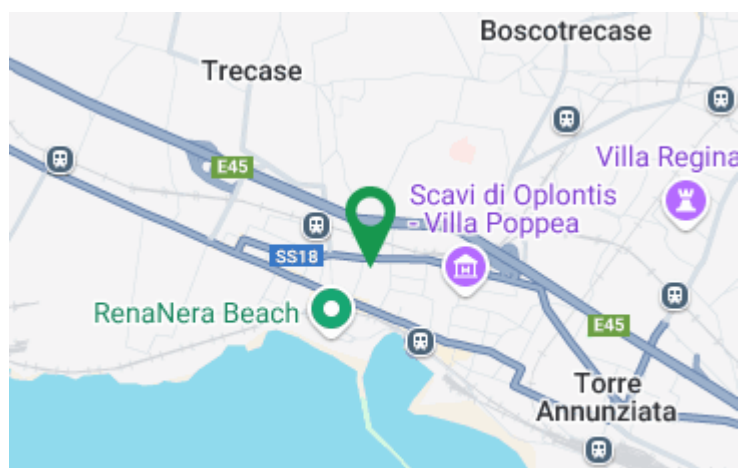 Boscotrecase
Trecase
E45
Villa Regina
Scavi di Oplontis
- Villa Poppea
SS18
RenaNera Beach
E45
Torre
Annunziata